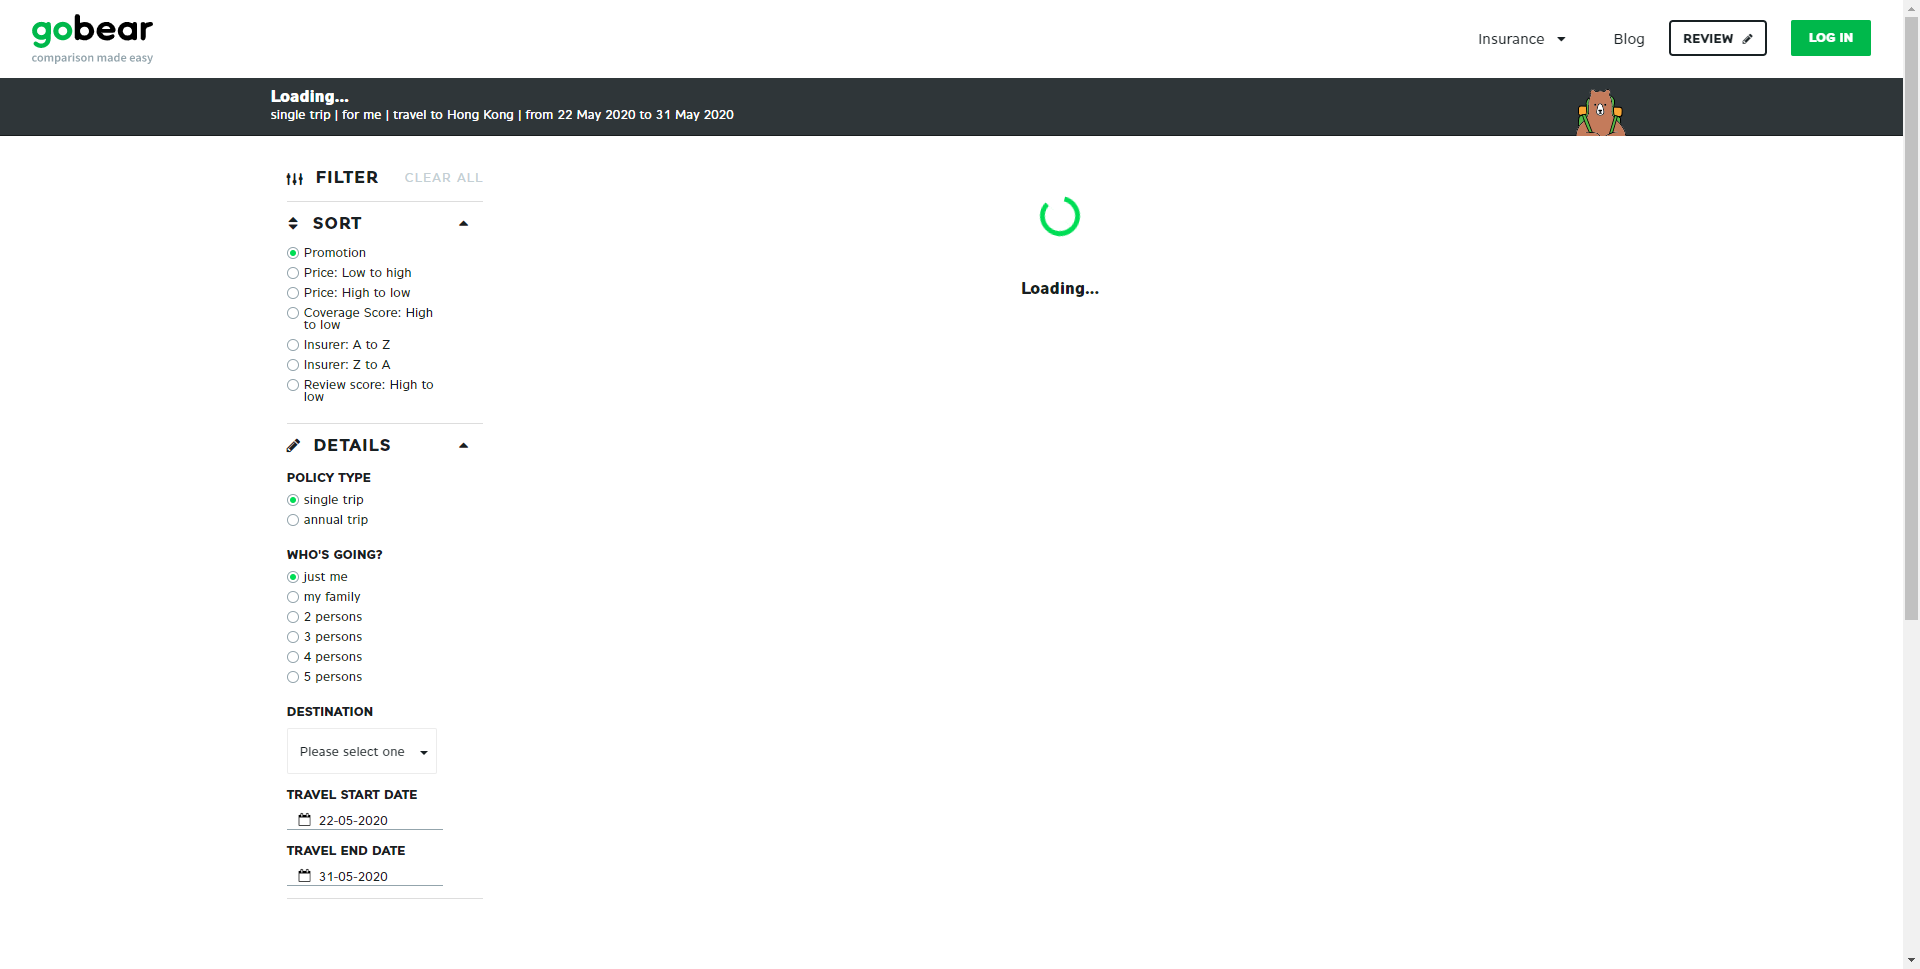 gobear
comparison made easy
Insurance
Blog
REVIEW
LOG IN
Loading...
single trip | for me | travel to Hong Kong | from 22 May 2020 to 31 May 2020
FILTER
CLEAR ALL
SORT
Promotion
Price: Low to high
Price: High to low
Coverage Score: High
to low
Insurer: A to Z
Insurer: Z to A
Review score: High to
low
DETAILS
POLICY TYPE
single trip
annual trip
WHO'S GOING?
just me
my family
2 persons
3 persons
4 persons
5 persons
DESTINATION
Please select one
TRAVEL START DATE
22-05-2020
TRAVEL END DATE
31-05-2020
Loading...